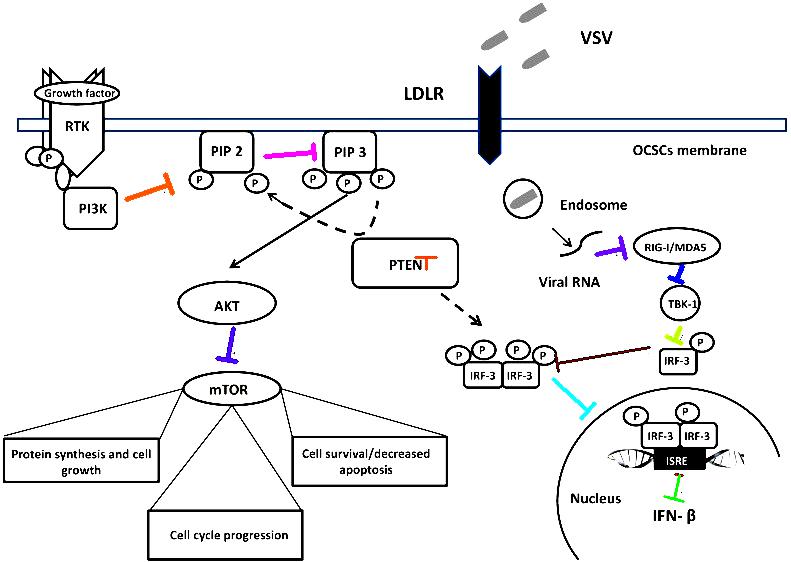 VSV
LDLR
Growth factor
RTK
P
PI3K
PIP 2
P
P
PIP 3
P
P
P
OCSCs membrane
Endosome
Viral RNA
RIG-I/MDA5
TBK-1
P
IRF-3
PTEN
AKT
mTOR
P
P
P
P
IRF-3
IRF-3
Protein synthesis and cell
growth
Cell cycle progression
Cell survival/decreased
apoptosis
P
P
IRF-3
IRF-3
ISRE
Nucleus
IFN- β